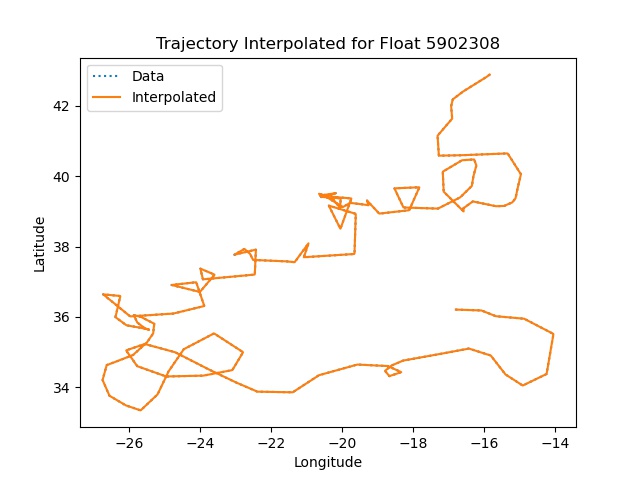 Trajectory Interpolated for Float 5902308
Data
Interpolated
42
40
38
36
34
Latitude
−26 −24 −22 −20 −18 −16 −14
Longitude